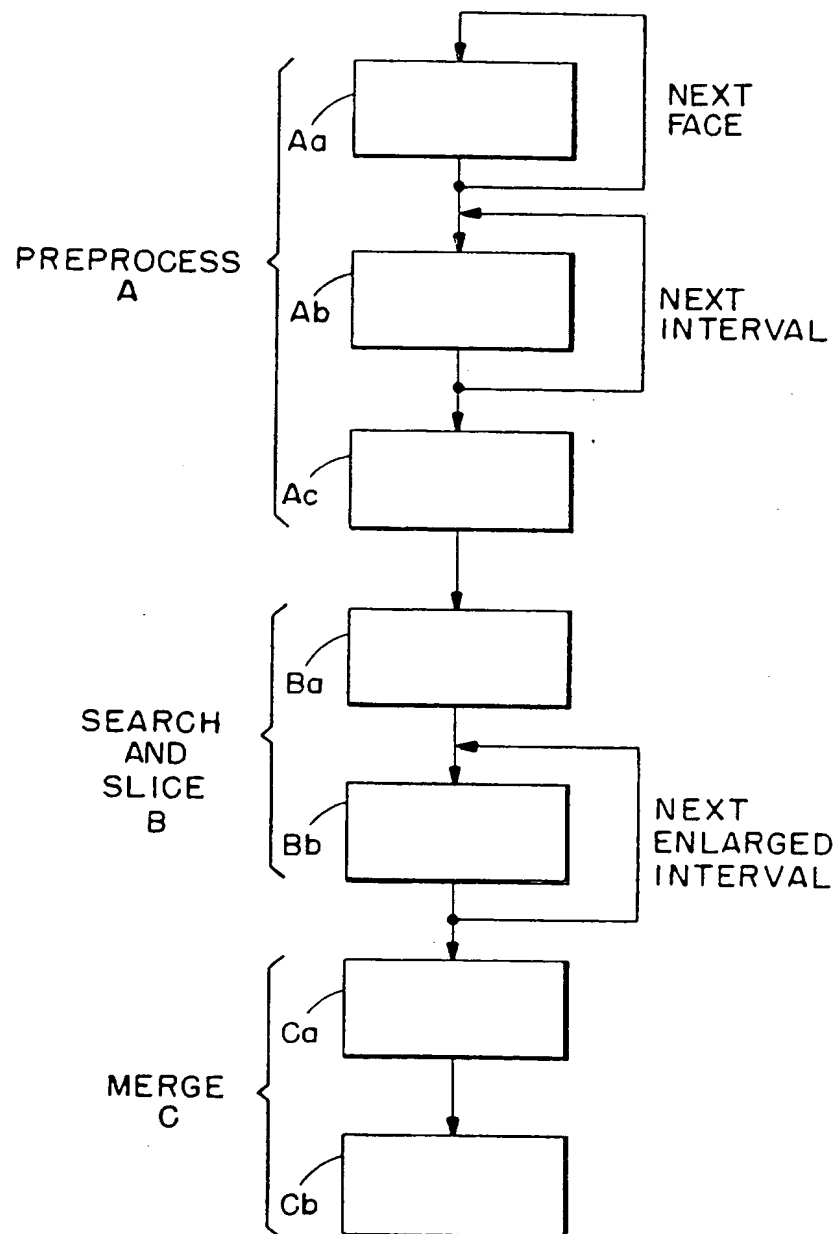 NEXT
FACE
Aa
PREPROCESS
A
Ab
NEXT
INTERVAL
Ac
Ba
SEARCH
AND
SLICE
B
Bb
NEXT
ENLARGED
INTERVAL
Ca
MERGE
C
Cb